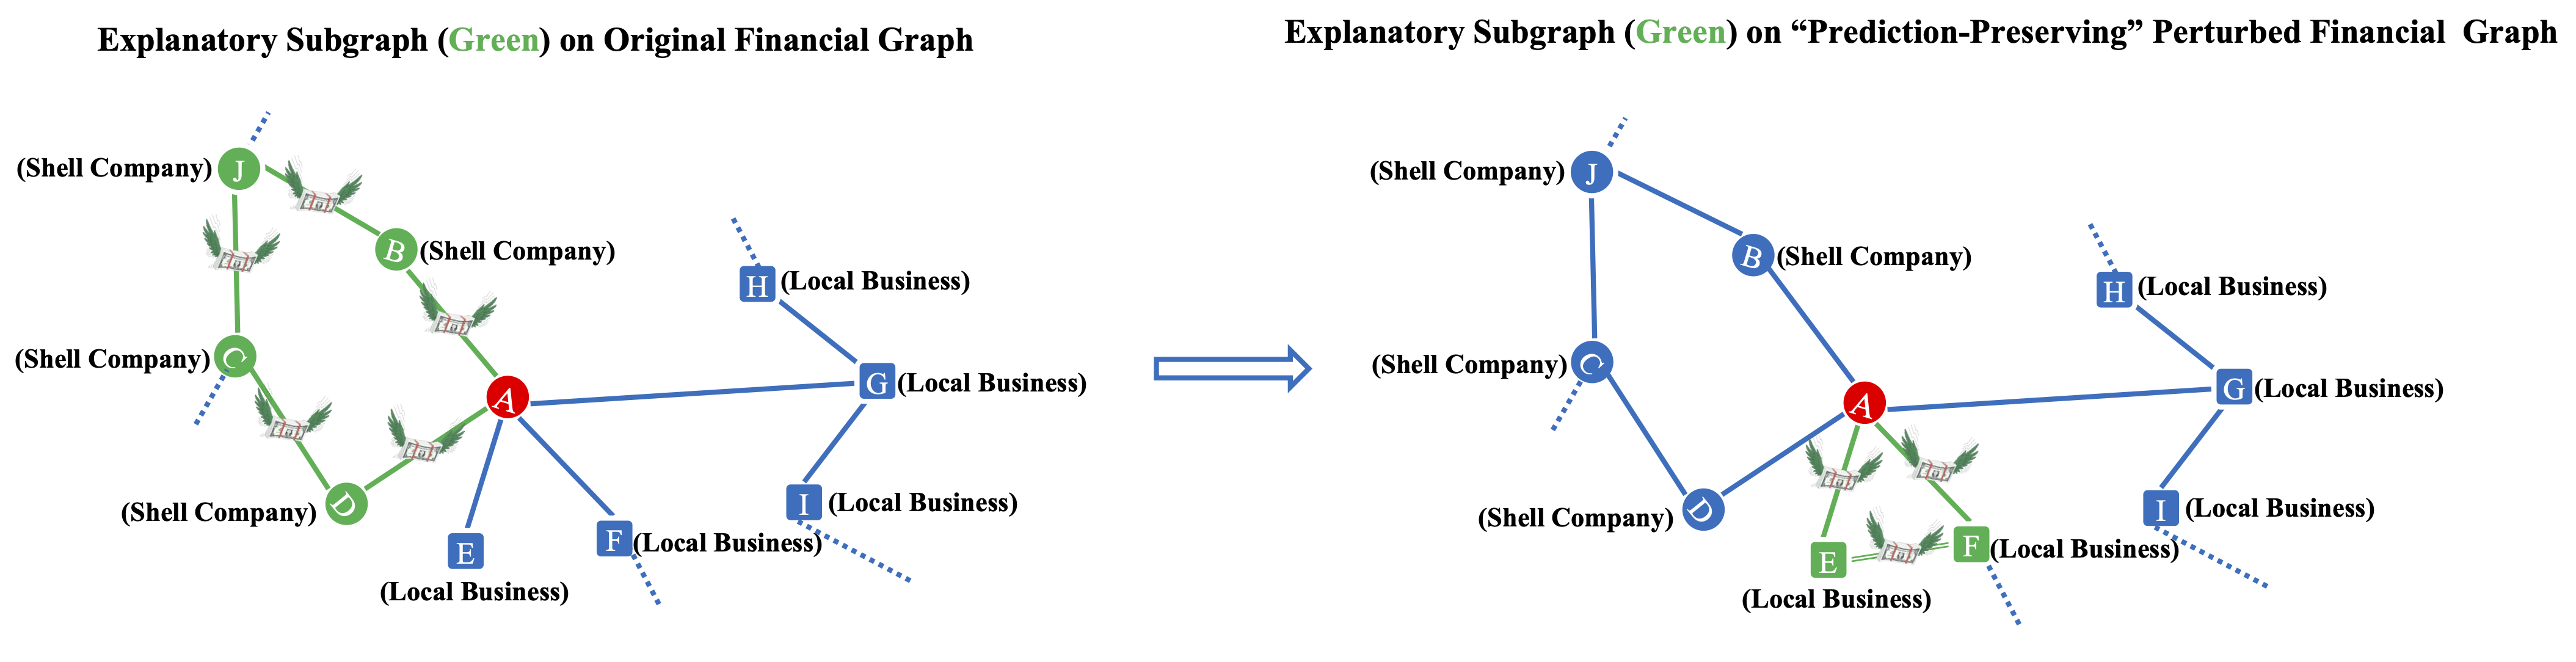 Explanatory Subgraph (Green) on Original Financial Graph
(Shell Company) J
B (Shell Company)
H (Local Business)
(Shell Company) C
G (Local Business)
A
(Shell Company) D
I (Local Business)
E
F (Local Business)
(Local Business)
Explanatory Subgraph (Green) on “Prediction-Preserving” Perturbed Financial Graph
(Shell Company) J
B (Shell Company)
H (Local Business)
(Shell Company) C
G (Local Business)
A
(Shell Company) D
I (Local Business)
E
F (Local Business)
(Local Business)